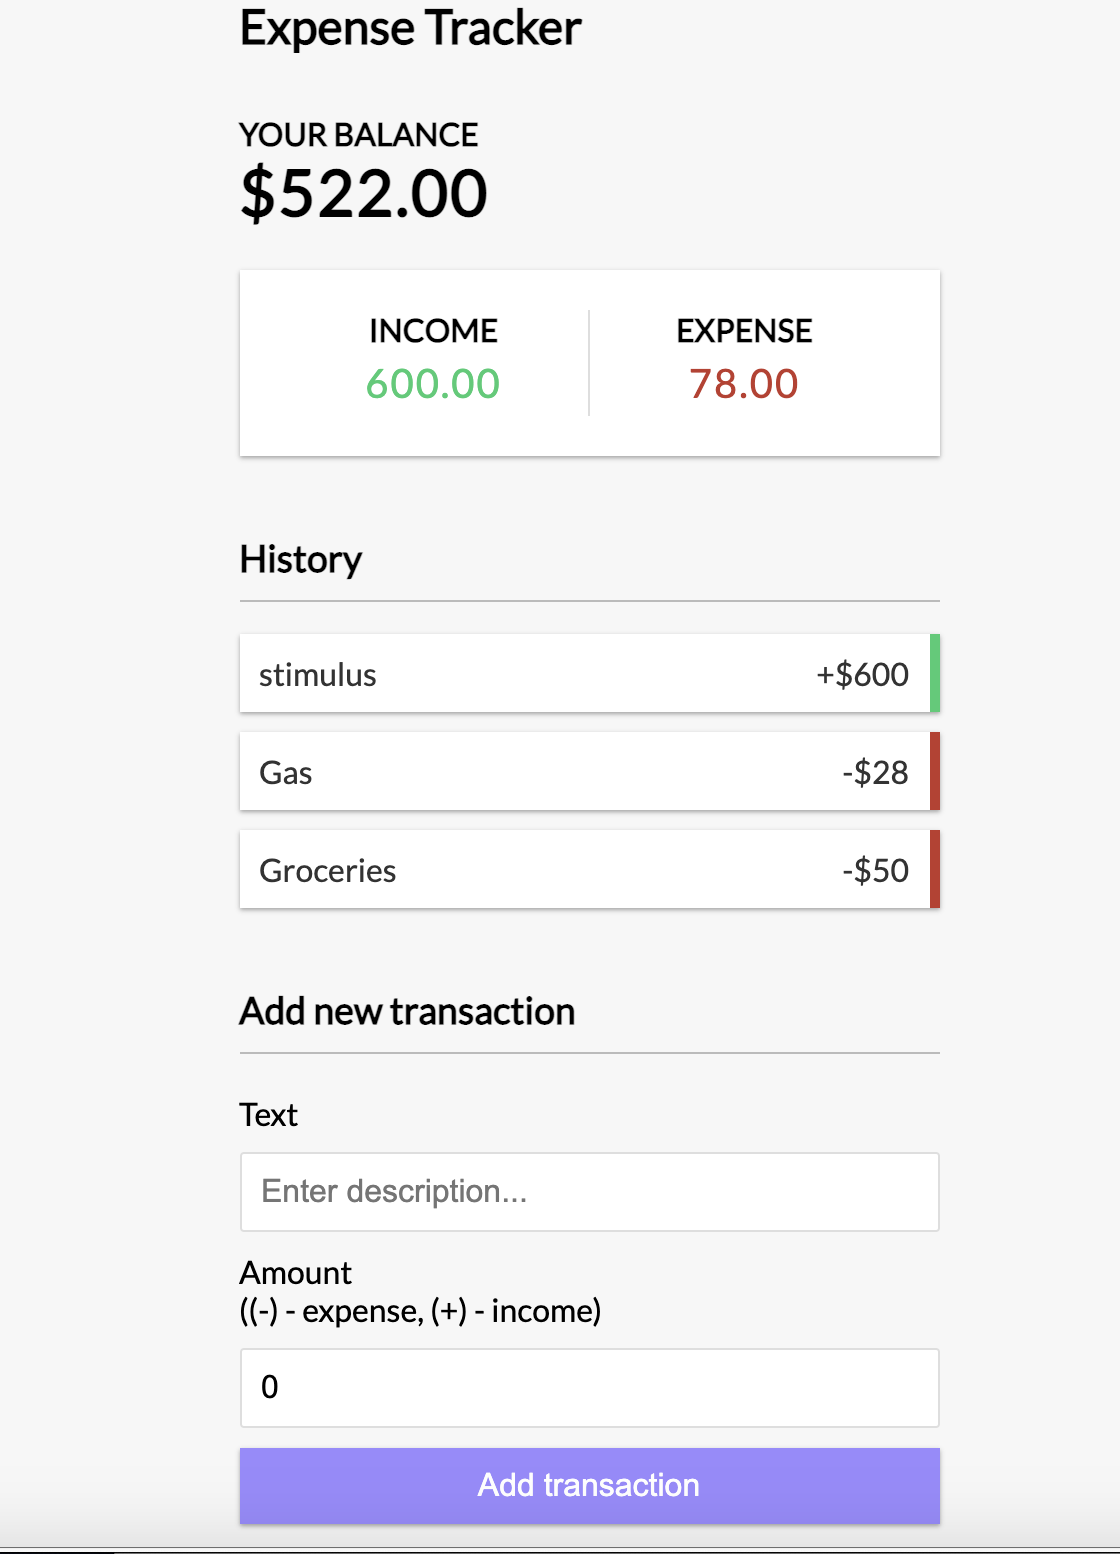 Expense Tracker
YOUR BALANCE
$522.00
INCOME EXPENSE
600.00 78.00
History
stimulus +$600
Gas -$28
Groceries -$50
Add new transaction
Text
Enter description...
Amount
((-) - expense, (+) - income)
0
Add transaction